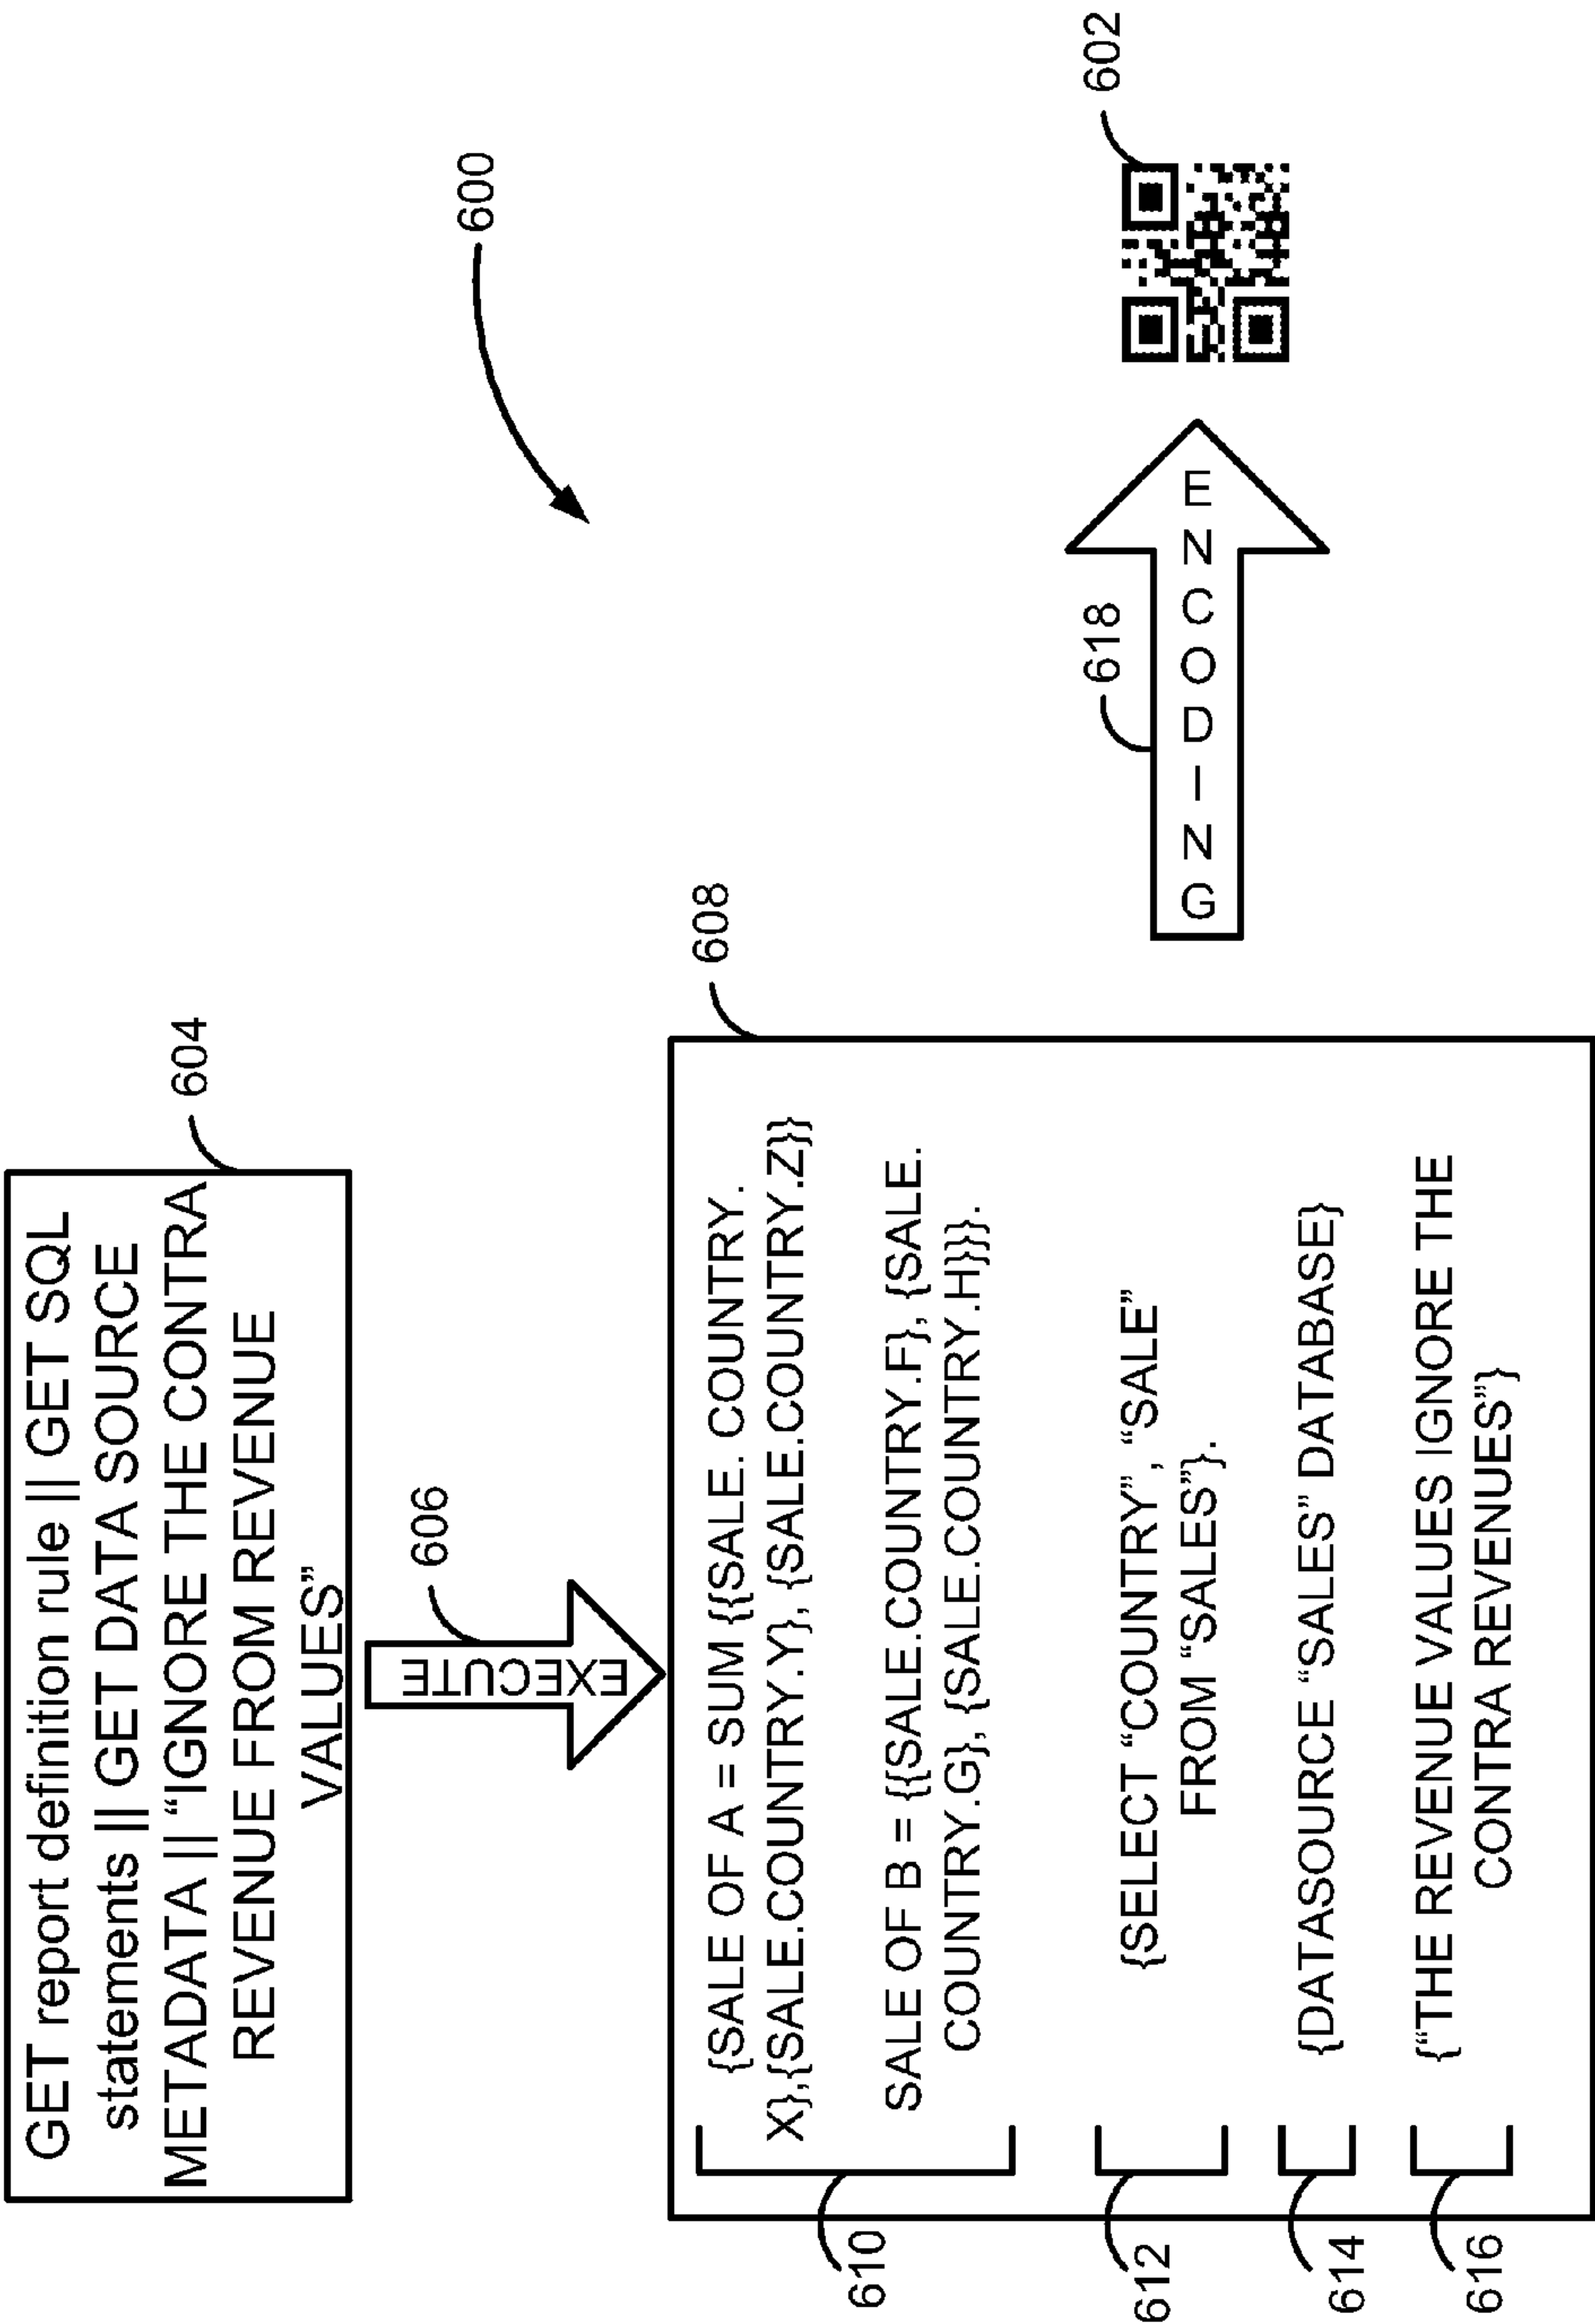 GET report definition rule || GET SQL
statements || GET DATA SOURCE
METADATA || “IGNORE THE CONTRA
REVENUE FROM REVENUE
VALUES”
604
EXECUTE
606
600
608
{SALE OF A = SUM {{SALE. COUNTRY.
X},{SALE.COUNTRY.Y}, {SALE.COUNTRY.Z}}
SALE OF B = {{SALE.COUNTRY.F}, {SALE.
COUNTRY.G}, {SALE.COUNTRY.H}}}.
610
{SELECT “COUNTRY”, “SALE”
FROM “SALES”}.
612
{DATASOURCE “SALES” DATABASE}
614
{“THE REVENUE VALUES IGNORE THE
CONTRA REVENUES”}
616
618
GNIDOCNE
602